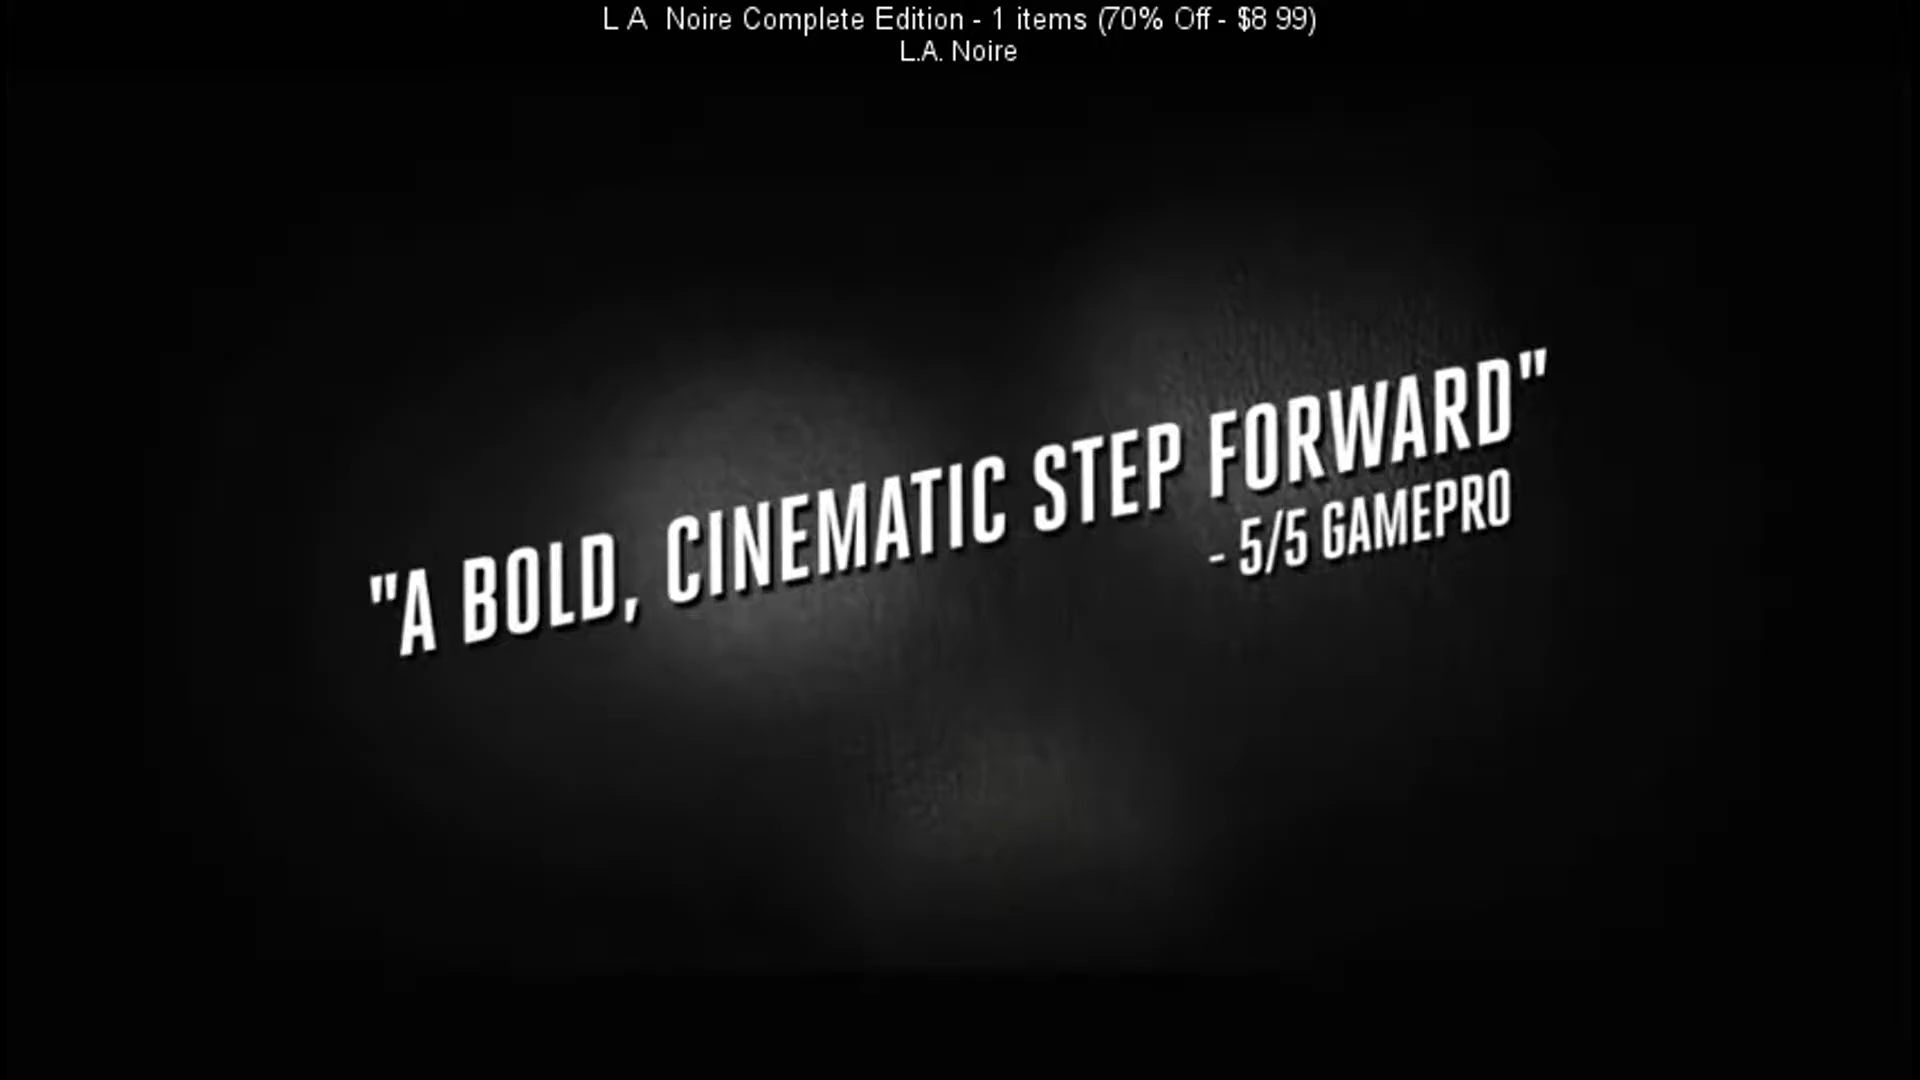 L A  Noire Complete Edition - 1 items (70% Off - $8 99)
L.A. Noire
"A BOLD, CINEMATIC STEP FORWARD"
- 5/5 GAMEPRO